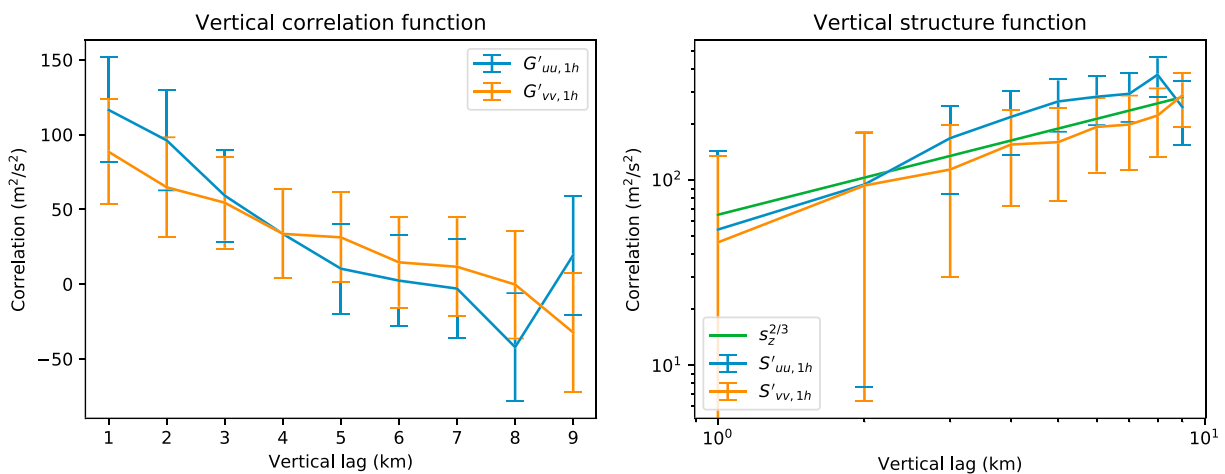 Vertical correlation function
Correlation (m²/s²)
150
100
50
0
−50
G'uu, 1h
G'vv, 1h
1 2 3 4 5 6 7 8 9
Vertical lag (km)
Vertical structure function
Correlation (m²/s²)
10²
10¹
s_z^{2/3}
S'uu, 1h
S'vv, 1h
10⁰ 10¹
Vertical lag (km)